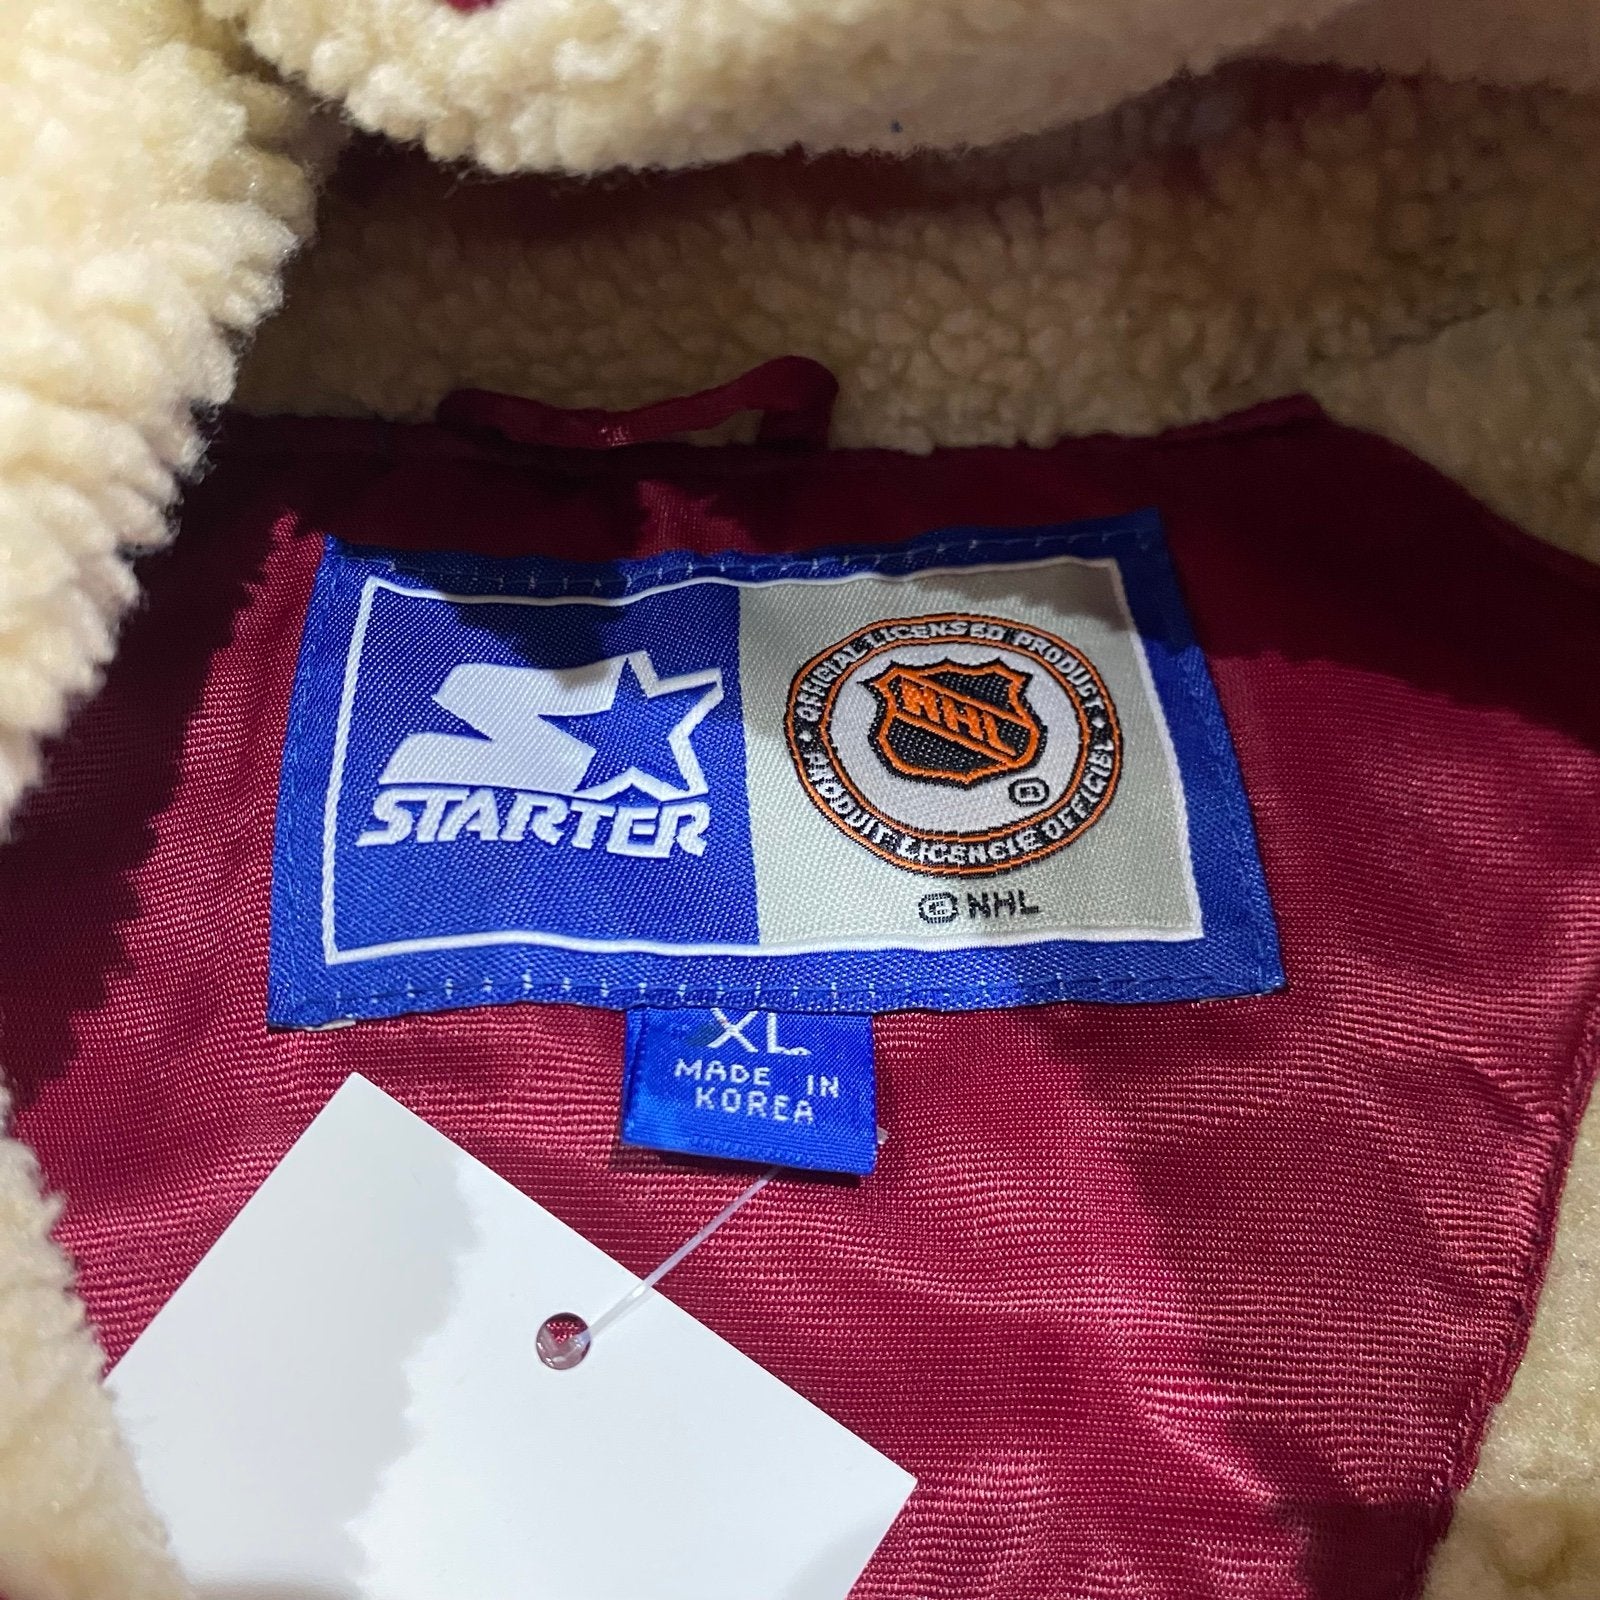 STARTER
OFFICIAL LICENSED PRODUCT
NHL
®
• PRODUIT LICENCIE OFFICIEL •
© NHL
XL
MADE IN
KOREA